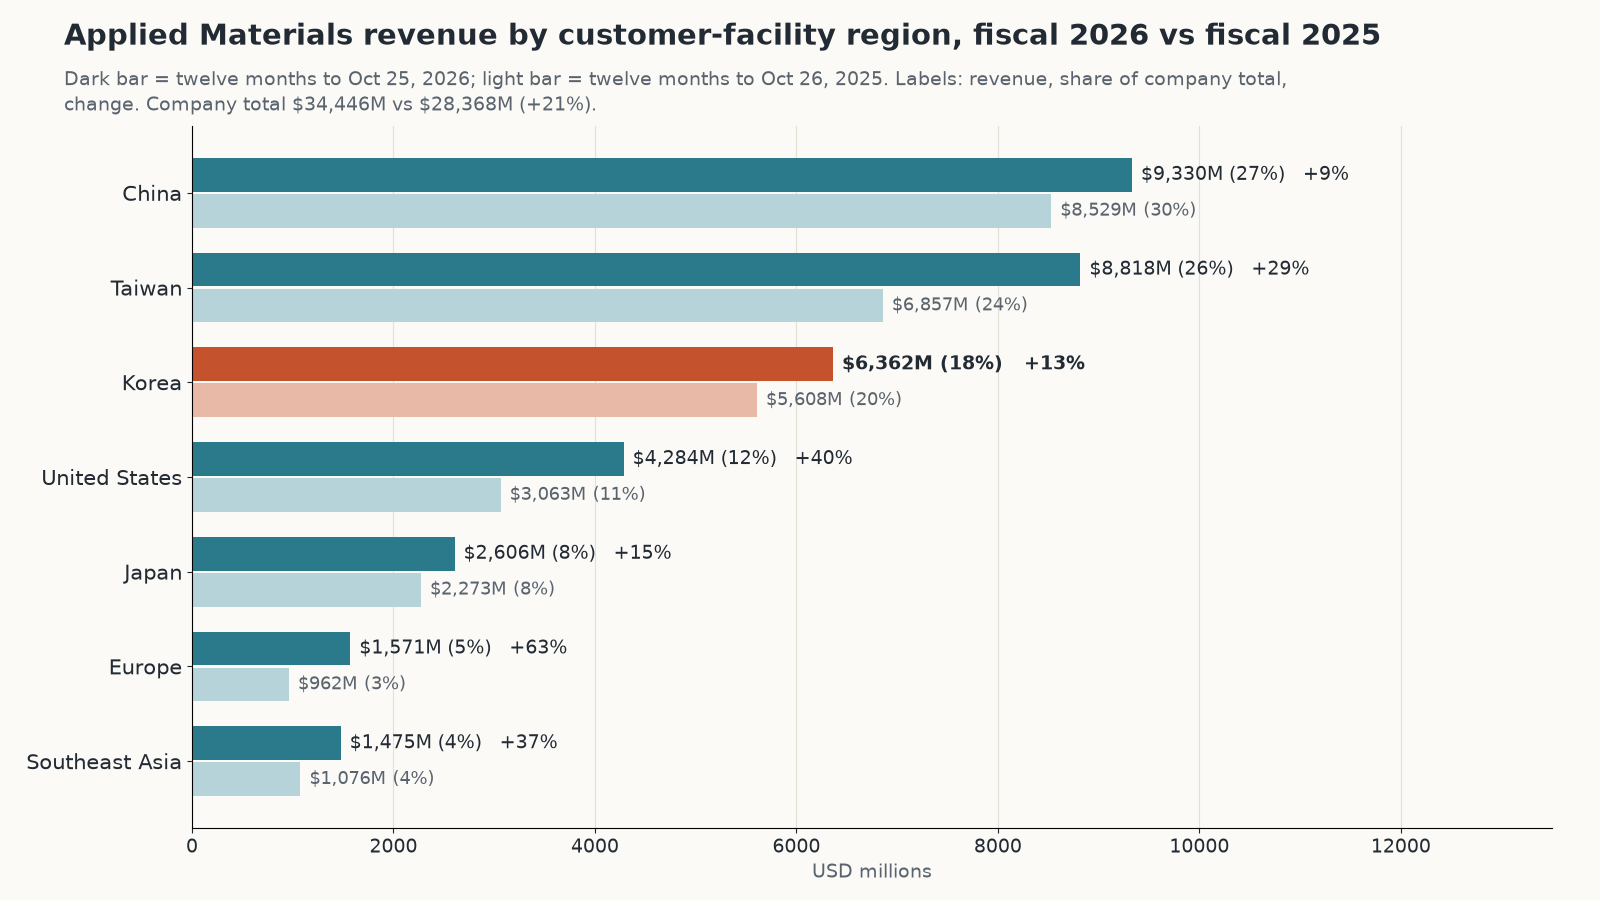 Applied Materials revenue by customer-facility region, fiscal 2026 vs fiscal 2025
Dark bar = twelve months to Oct 25, 2026; light bar = twelve months to Oct 26, 2025. Labels: revenue, share of company total,
change. Company total $34,446M vs $28,368M (+21%).
China
$9,330M (27%) +9%
$8,529M (30%)
Taiwan
$8,818M (26%) +29%
$6,857M (24%)
Korea
$6,362M (18%) +13%
$5,608M (20%)
United States
$4,284M (12%) +40%
$3,063M (11%)
Japan
$2,606M (8%) +15%
$2,273M (8%)
Europe
$1,571M (5%) +63%
$962M (3%)
Southeast Asia
$1,475M (4%) +37%
$1,076M (4%)
0 2000 4000 6000 8000 10000 12000
USD millions